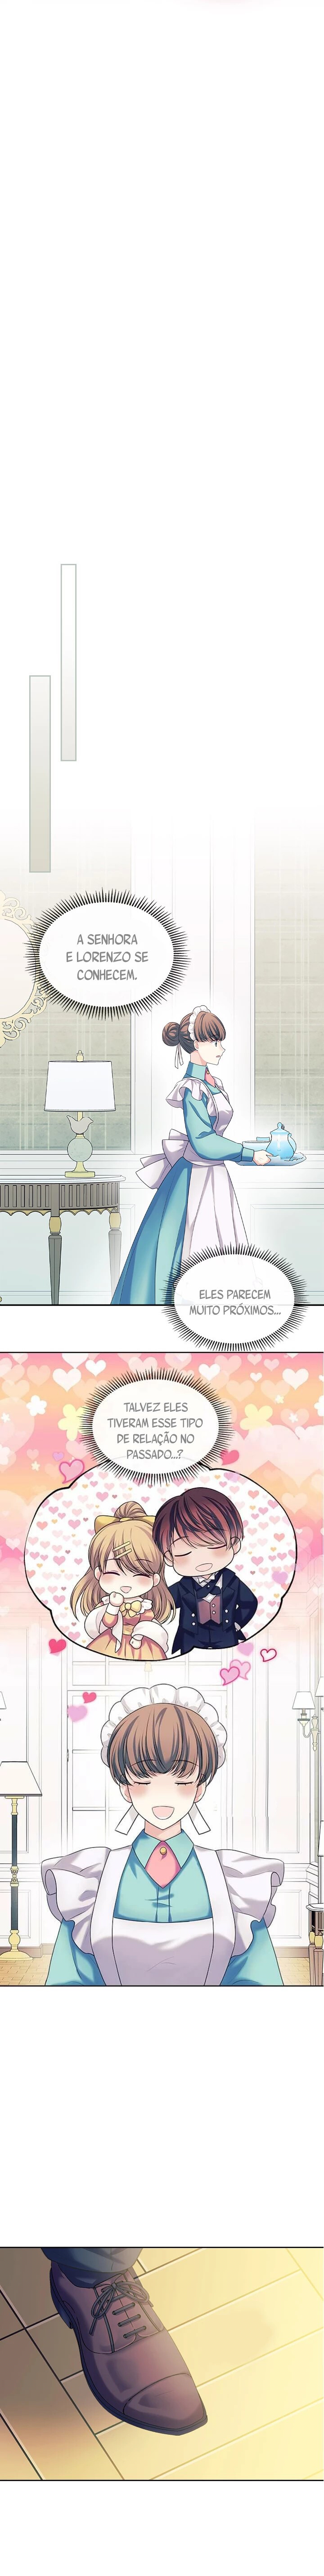 A SENHORA
E LORENZO SE
CONHECEM.
ELES PARECEM
MUITO PRÓXIMOS...
TALVEZ ELES
TIVERAM ESSE TIPO
DE RELAÇÃO NO
PASSADO...?